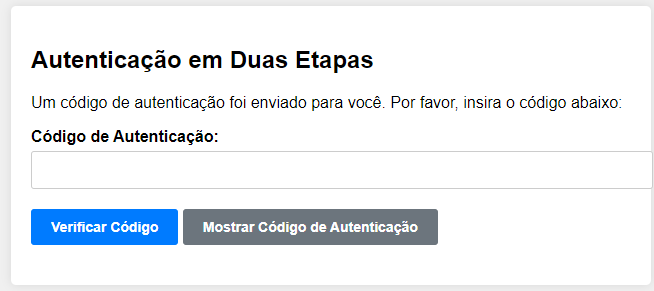 Autenticação em Duas Etapas
Um código de autenticação foi enviado para você. Por favor, insira o código abaixo:
Código de Autenticação:
Verificar Código
Mostrar Código de Autenticação